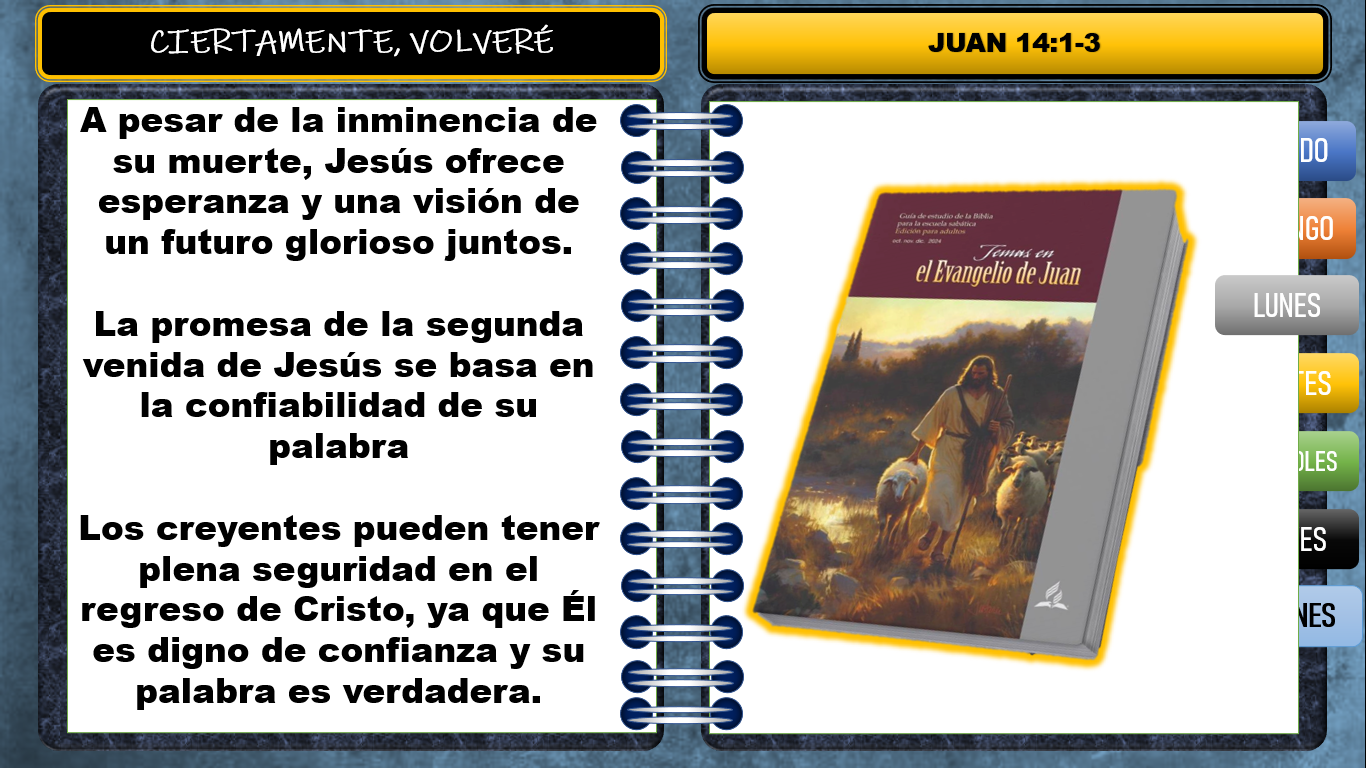 CIERTAMENTE, VOLVERÉ
JUAN 14:1-3
A pesar de la inminencia de
su muerte, Jesús ofrece
esperanza y una visión de
un futuro glorioso juntos.
La promesa de la segunda
venida de Jesús se basa en
la confiabilidad de su
palabra
Los creyentes pueden tener
plena seguridad en el
regreso de Cristo, ya que Él
es digno de confianza y su
palabra es verdadera.
Guía de estudio de la Biblia
para la escuela sabática
Edición para adultos
oct. nov. dic. 2024
Temas en
el Evangelio de Juan
DO
NGO
LUNES
TES
OLES
ES
NES